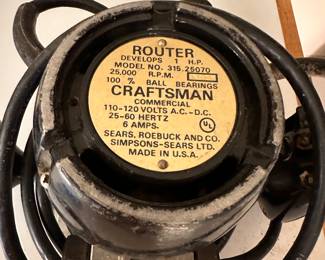 ROUTER
DEVELOPS 1 H.P.
MODEL NO. 315.25070
25,000 R.P.M.
100 % BALL BEARINGS
CRAFTSMAN
COMMERCIAL
110-120 VOLTS A.C.-D.C.
25-60 HERTZ
6 AMPS. UL
SEARS, ROEBUCK AND CO.
SIMPSONS-SEARS LTD.
MADE IN U.S.A.